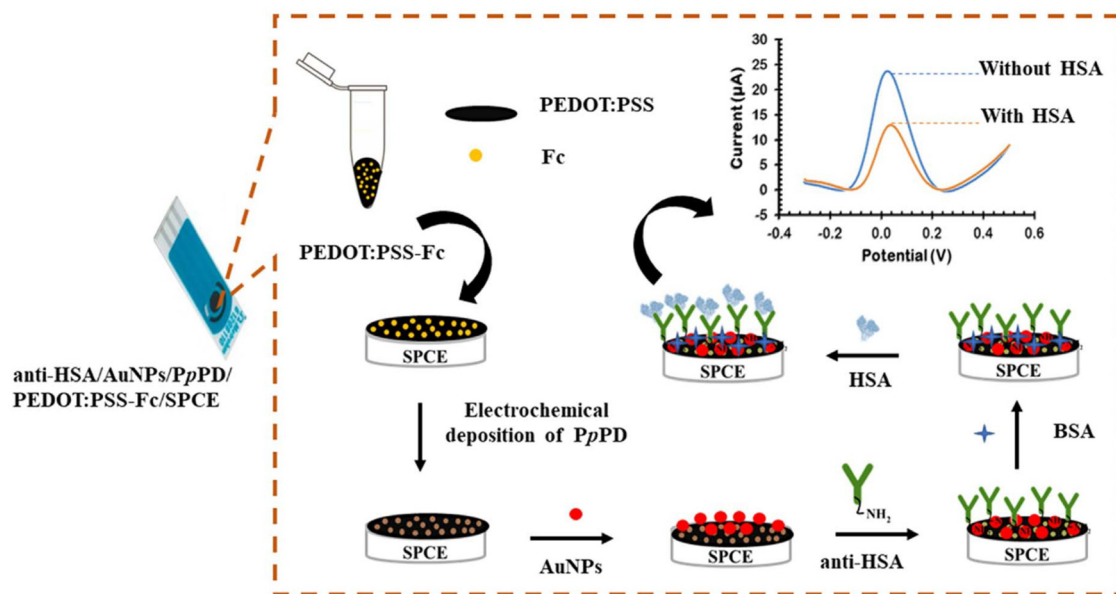 PEDOT:PSS
Fc
PEDOT:PSS-Fc
SPCE
Electrochemical
deposition of PpPD
SPCE
AuNPs
SPCE
NH2
anti-HSA
SPCE
BSA
SPCE
HSA
SPCE
Current (µA)
30
25
20
15
10
5
0
-5
-0.4
-0.2
0.0
0.2
0.4
0.6
Potential (V)
Without HSA
With HSA
anti-HSA/AuNPs/PpPD/
PEDOT:PSS-Fc/SPCE